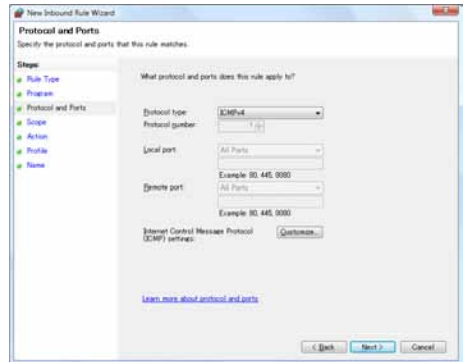 New Inbound Rule Wizard
Protocol and Ports
Specify the protocol and ports that this rule matches.
Steps:
Rule Type
Program
Protocol and Ports
Scope
Action
Profile
Name
What protocol and ports does this rule apply to?
Protocol type: ICMPv4
Protocol number: 1
Local port: All Ports
Example: 80, 445, 8080
Remote port: All Ports
Example: 80, 445, 8080
Internet Control Message Protocol
(ICMP) settings: Customize...
Learn more about protocol and ports
< Back Next > Cancel